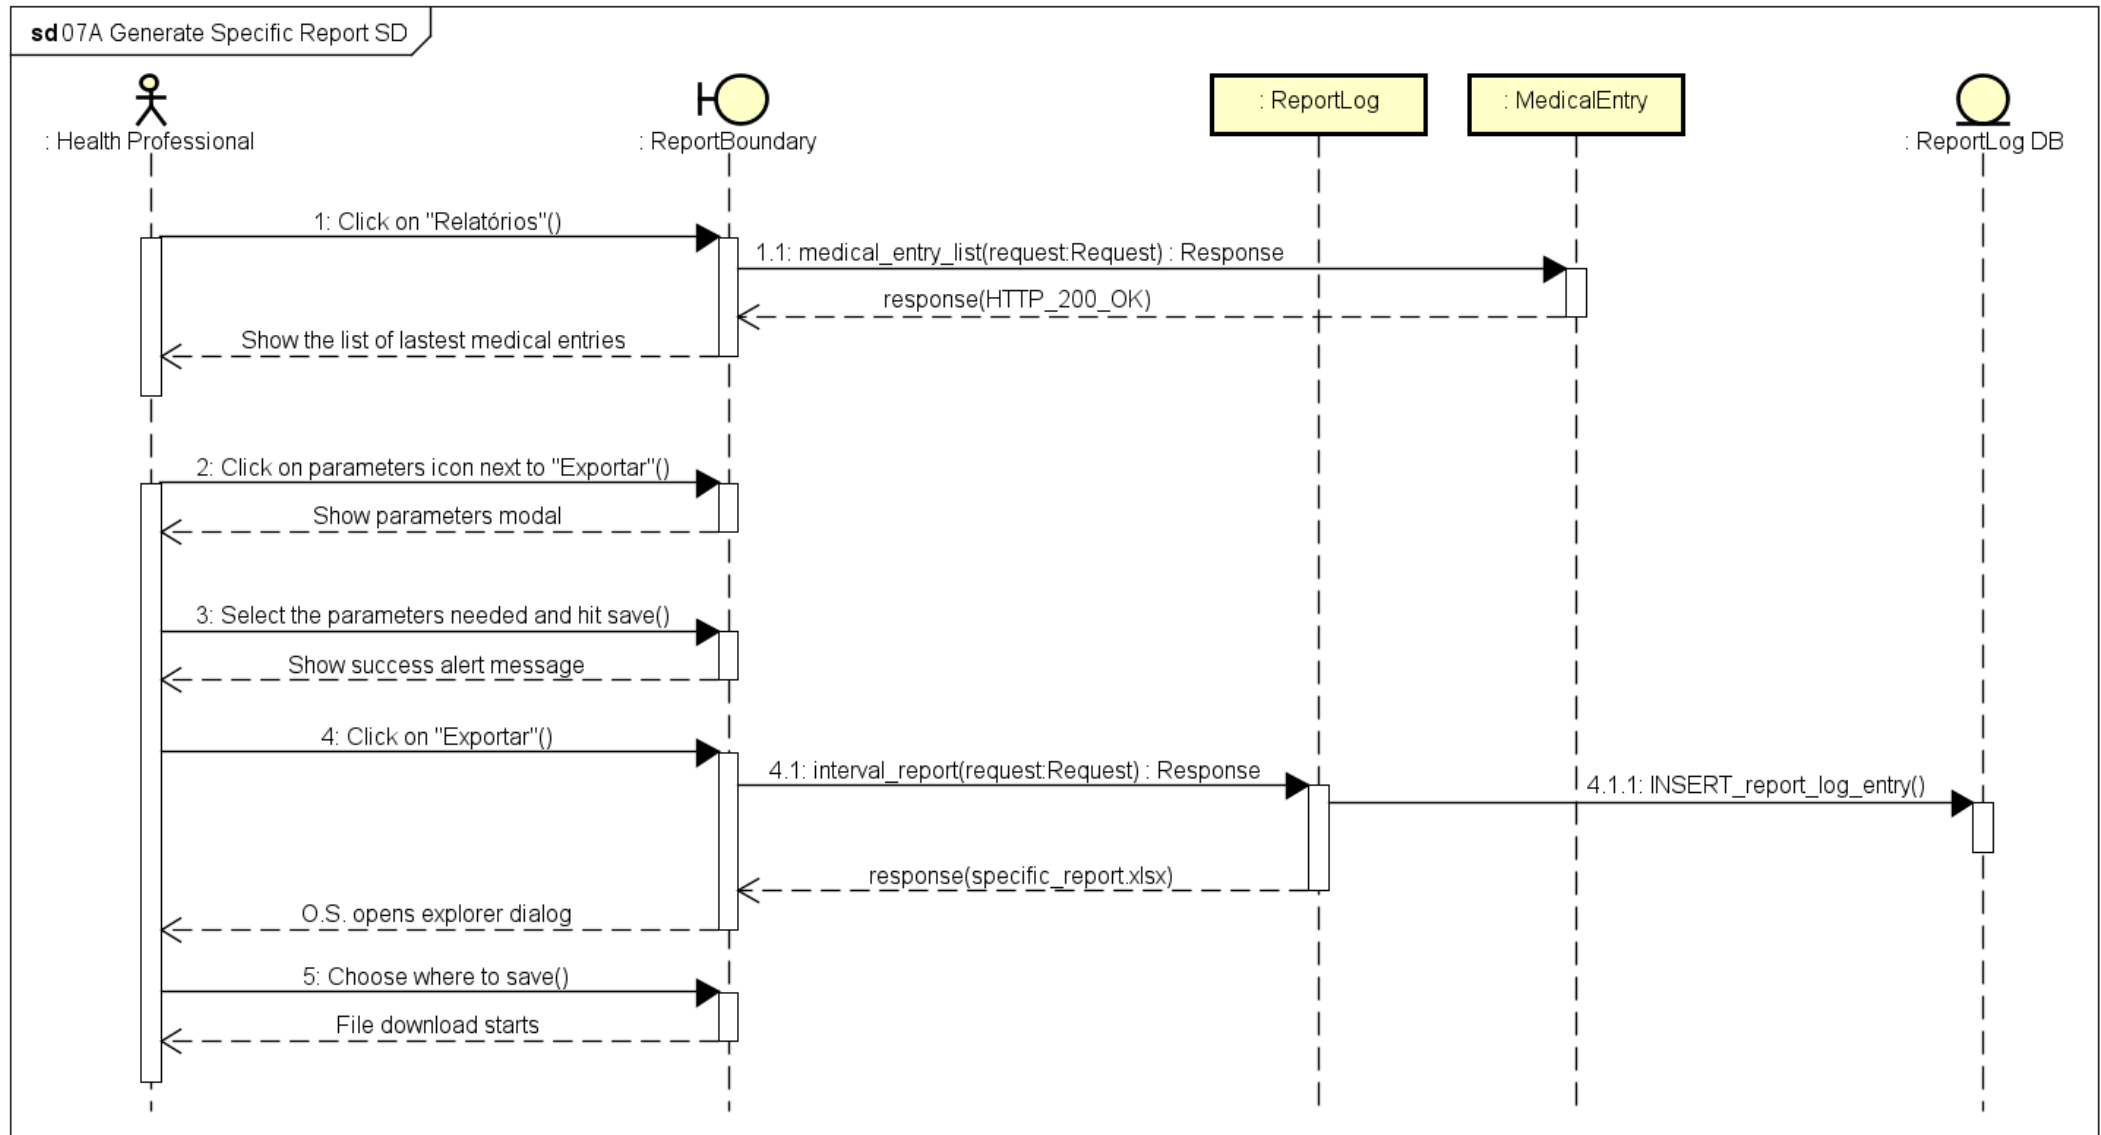 sd 07A Generate Specific Report SD
: Health Professional
: ReportBoundary
: ReportLog
: MedicalEntry
: ReportLog DB
1: Click on "Relatórios"()
1.1: medical_entry_list(request:Request) : Response
response(HTTP_200_OK)
Show the list of lastest medical entries
2: Click on parameters icon next to "Exportar"()
Show parameters modal
3: Select the parameters needed and hit save()
Show success alert message
4: Click on "Exportar"()
4.1: interval_report(request:Request) : Response
4.1.1: INSERT_report_log_entry()
response(specific_report.xlsx)
O.S. opens explorer dialog
5: Choose where to save()
File download starts